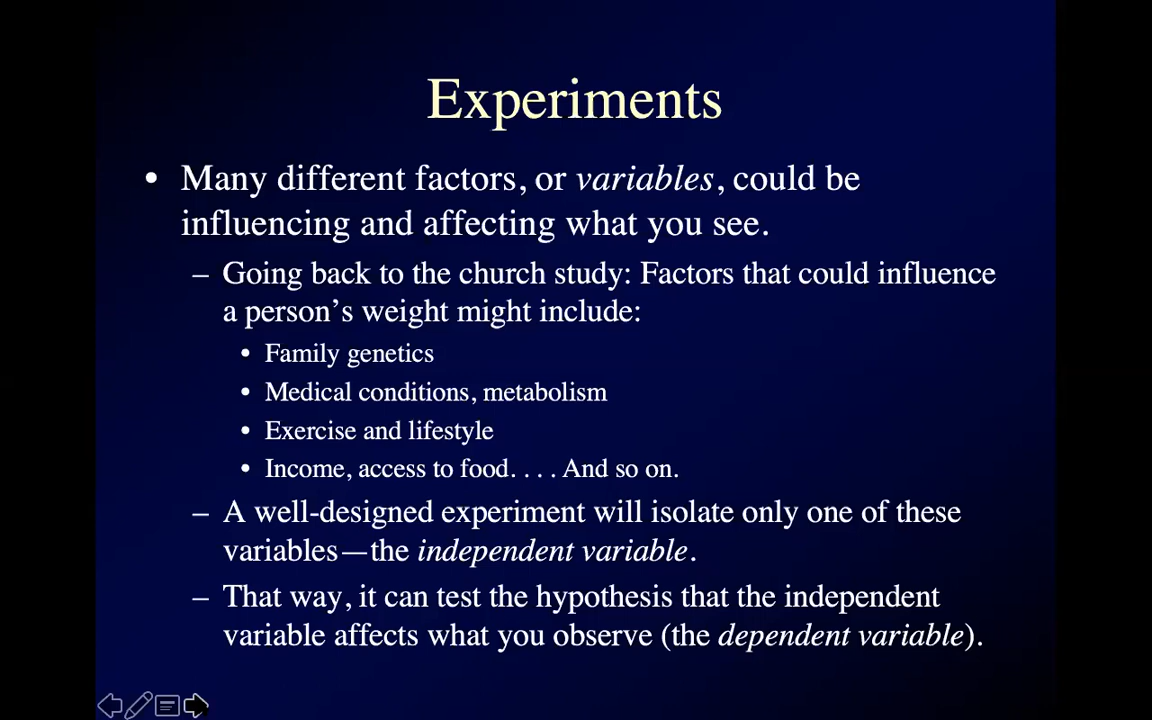 Experiments
• Many different factors, or variables, could be
influencing and affecting what you see.
– Going back to the church study: Factors that could influence
a person’s weight might include:
• Family genetics
• Medical conditions, metabolism
• Exercise and lifestyle
• Income, access to food. . . . And so on.
– A well-designed experiment will isolate only one of these
variables—the independent variable.
– That way, it can test the hypothesis that the independent
variable affects what you observe (the dependent variable).